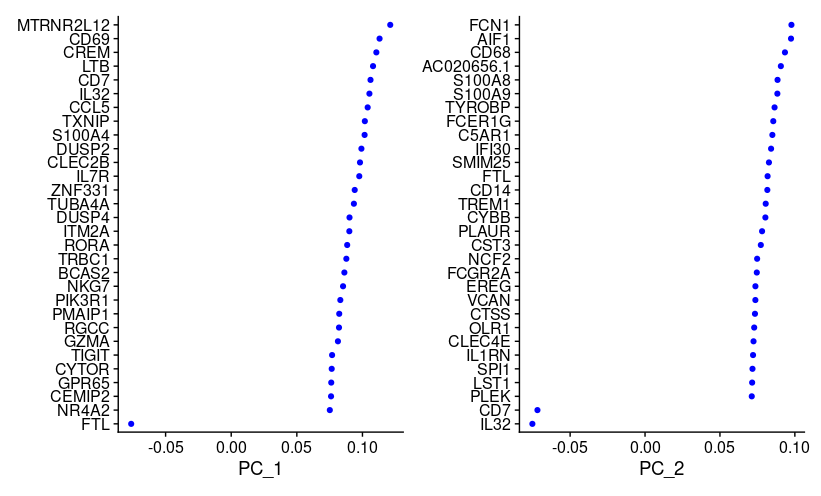 MTRNR2L12
CD69
CREM
LTB
CD7
IL32
CCL5
TXNIP
S100A4
DUSP2
CLEC2B
IL7R
ZNF331
TUBA4A
DUSP4
ITM2A
RORA
TRBC1
BCAS2
NKG7
PIK3R1
PMAIP1
RGCC
GZMA
TIGIT
CYTOR
GPR65
CEMIP2
NR4A2
FTL
-0.05 0.00 0.05 0.10
PC_1
FCN1
AIF1
CD68
AC020656.1
S100A8
S100A9
TYROBP
FCER1G
C5AR1
IFI30
SMIM25
FTL
CD14
TREM1
CYBB
PLAUR
CST3
NCF2
FCGR2A
EREG
VCAN
CTSS
OLR1
CLEC4E
IL1RN
SPI1
LST1
PLEK
CD7
IL32
-0.05 0.00 0.05 0.10
PC_2